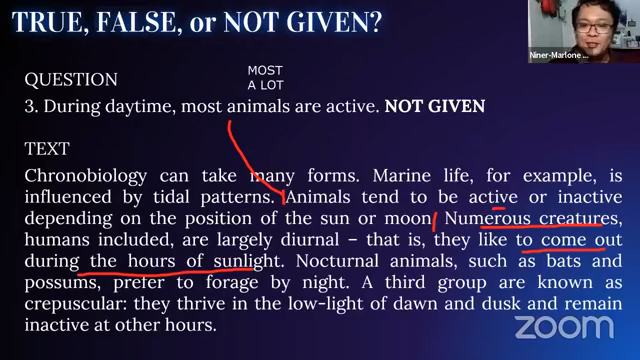 TRUE, FALSE, or NOT GIVEN?
Niner-Marlone ...
QUESTION
MOST
A LOT
3. During daytime, most animals are active. NOT GIVEN
TEXT
Chronobiology can take many forms. Marine life, for example, is
influenced by tidal patterns. Animals tend to be active or inactive
depending on the position of the sun or moon. Numerous creatures,
humans included, are largely diurnal – that is, they like to come out
during the hours of sunlight. Nocturnal animals, such as bats and
possums, prefer to forage by night. A third group are known as
crepuscular: they thrive in the low-light of dawn and dusk and remain
inactive at other hours.
zoom